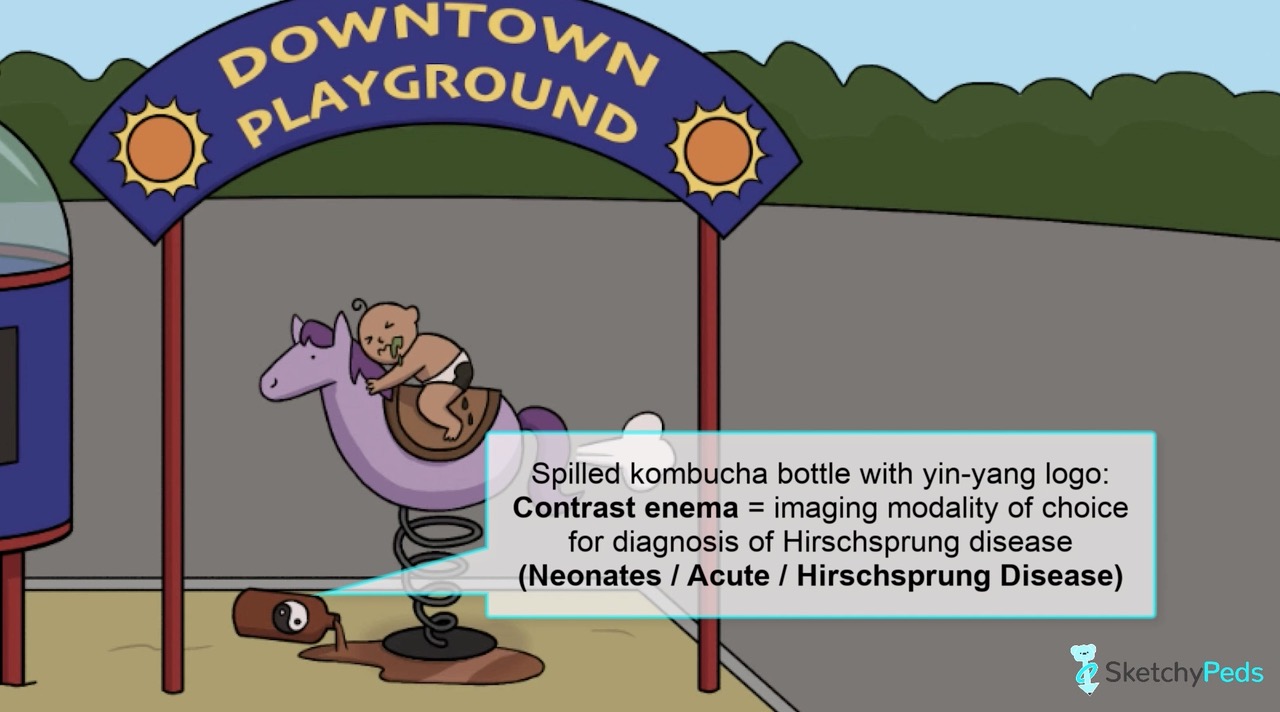 DOWNTOWN
PLAYGROUND
Spilled kombucha bottle with yin-yang logo:
Contrast enema = imaging modality of choice
for diagnosis of Hirschsprung disease
(Neonates / Acute / Hirschsprung Disease)
SketchyPeds